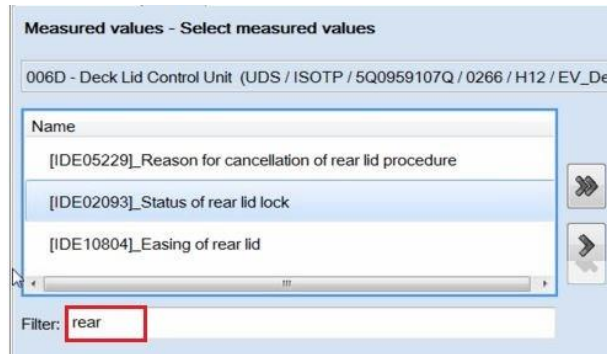 Measured values - Select measured values
006D - Deck Lid Control Unit (UDS / ISOTP / 5Q0959107Q / 0266 / H12 / EV_De
Name
[IDE05229]_Reason for cancellation of rear lid procedure
[IDE02093]_Status of rear lid lock
[IDE10804]_Easing of rear lid
Filter: rear